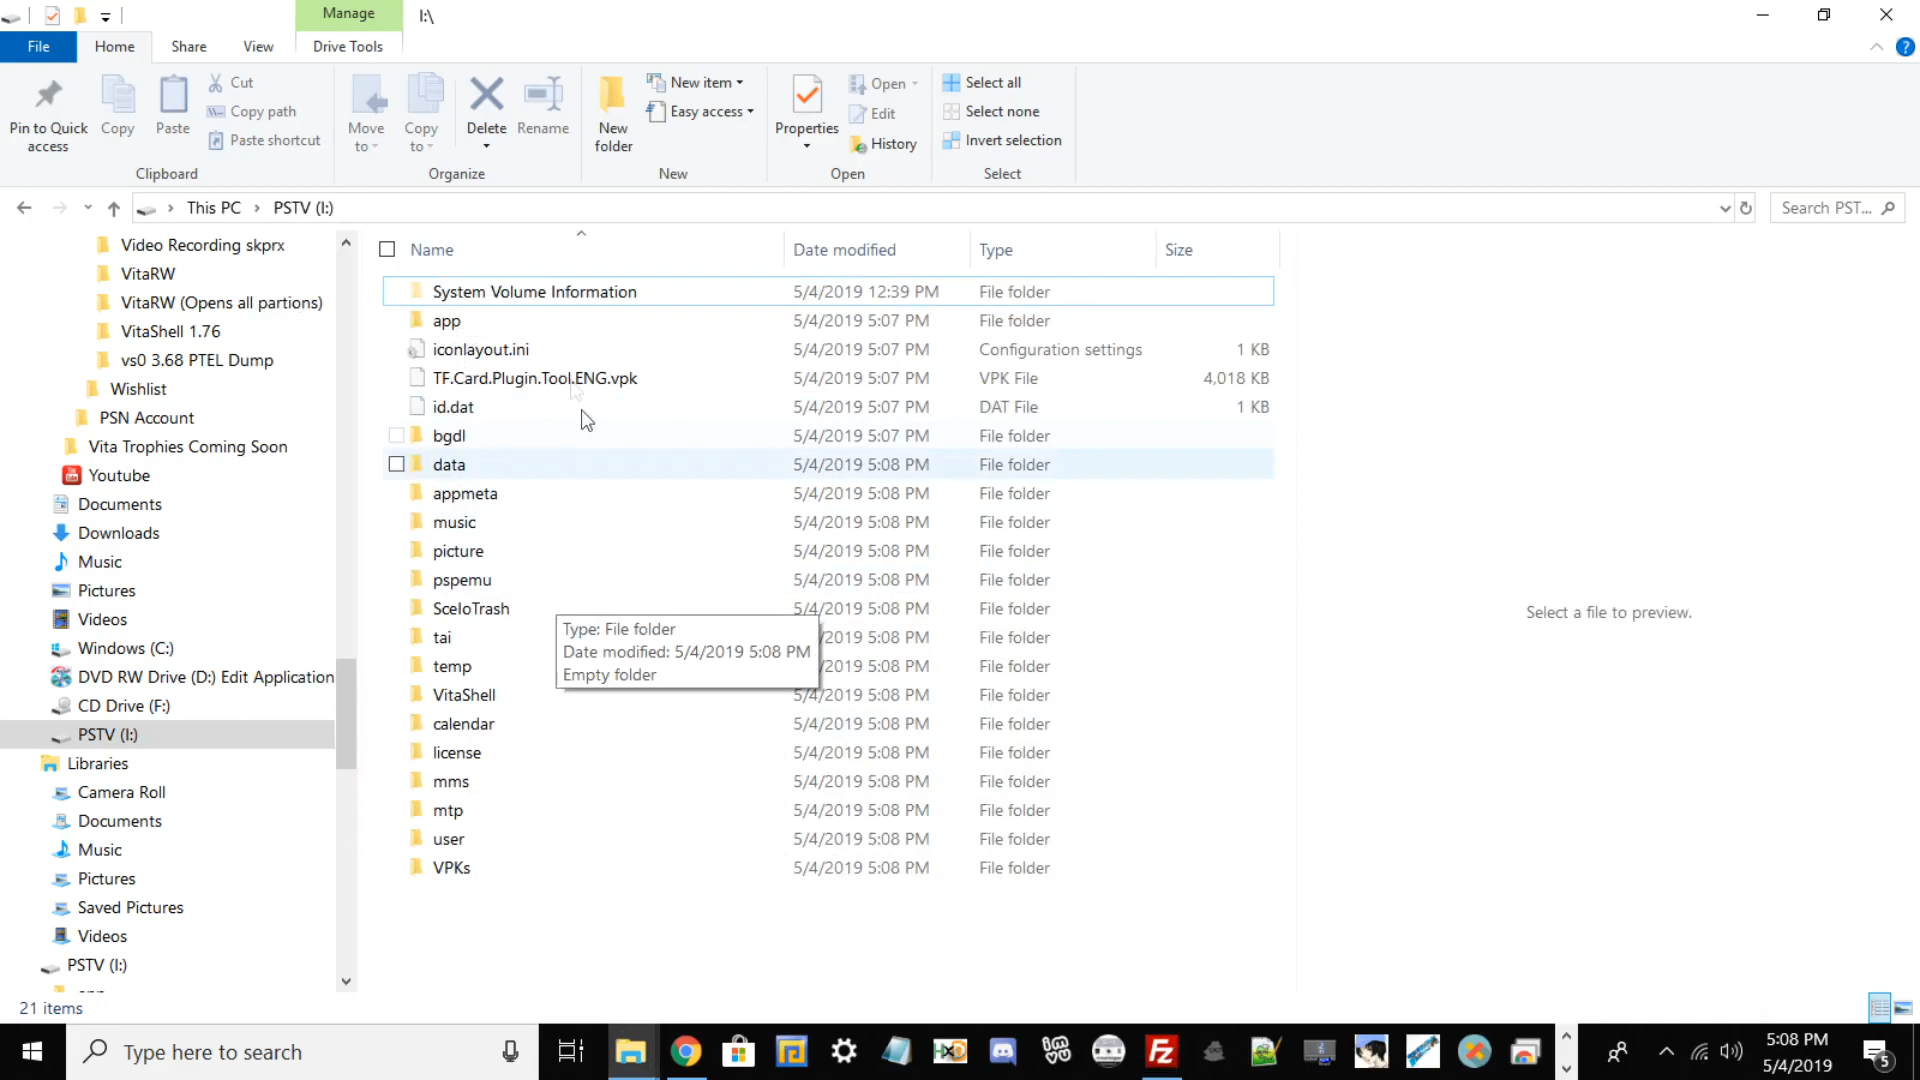 Manage
I:\
File
Home
Share
View
Drive Tools
Pin to Quick access
Copy
Paste
Cut
Copy path
Paste shortcut
Clipboard
Move to
Copy to
Delete
Rename
Organize
New folder
New item
Easy access
New
Properties
Open
Edit
History
Open
Select all
Select none
Invert selection
Select
This PC > PSTV (I:)
Search PST...
Video Recording skprx
VitaRW
VitaRW (Opens all partions)
VitaShell 1.76
vs0 3.68 PTEL Dump
Wishlist
PSN Account
Vita Trophies Coming Soon
Youtube
Documents
Downloads
Music
Pictures
Videos
Windows (C:)
DVD RW Drive (D:) Edit Application
CD Drive (F:)
PSTV (I:)
Libraries
Camera Roll
Documents
Music
Pictures
Saved Pictures
Videos
PSTV (I:)
Name Date modified Type Size
System Volume Information 5/4/2019 12:39 PM File folder
app 5/4/2019 5:07 PM File folder
iconlayout.ini 5/4/2019 5:07 PM Configuration settings 1 KB
TF.Card.Plugin.Tool.ENG.vpk 5/4/2019 5:07 PM VPK File 4,018 KB
id.dat 5/4/2019 5:07 PM DAT File 1 KB
bgdl 5/4/2019 5:07 PM File folder
data 5/4/2019 5:08 PM File folder
appmeta 5/4/2019 5:08 PM File folder
music 5/4/2019 5:08 PM File folder
picture 5/4/2019 5:08 PM File folder
pspemu 5/4/2019 5:08 PM File folder
SceIoTrash 5/4/2019 5:08 PM File folder
tai /2019 5:08 PM File folder
temp /2019 5:08 PM File folder
VitaShell 5/4/2019 5:08 PM File folder
calendar 5/4/2019 5:08 PM File folder
license 5/4/2019 5:08 PM File folder
mms 5/4/2019 5:08 PM File folder
mtp 5/4/2019 5:08 PM File folder
user 5/4/2019 5:08 PM File folder
VPKs 5/4/2019 5:08 PM File folder
Type: File folder
Date modified: 5/4/2019 5:08 PM
Empty folder
Select a file to preview.
21 items
Type here to search
5:08 PM
5/4/2019
5